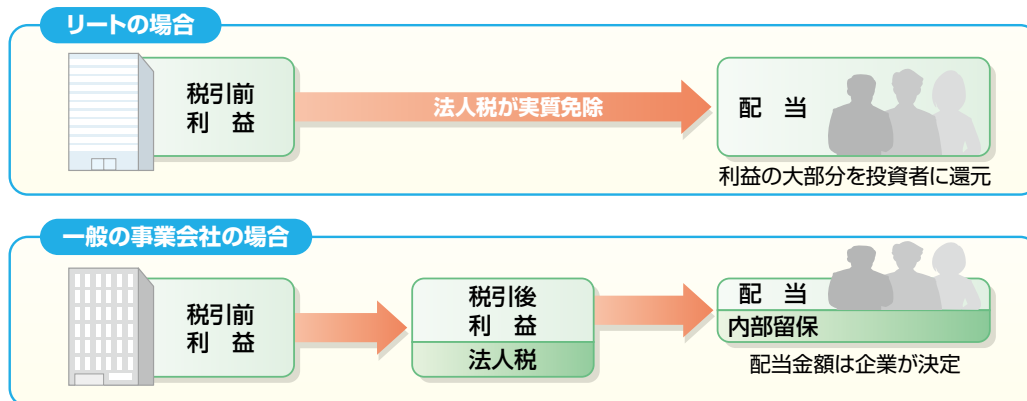 リートの場合
税引前
利 益
法人税が実質免除
配 当
利益の大部分を投資者に還元
一般の事業会社の場合
税引前
利 益
税引後
利 益
法人税
配 当
内部留保
配当金額は企業が決定